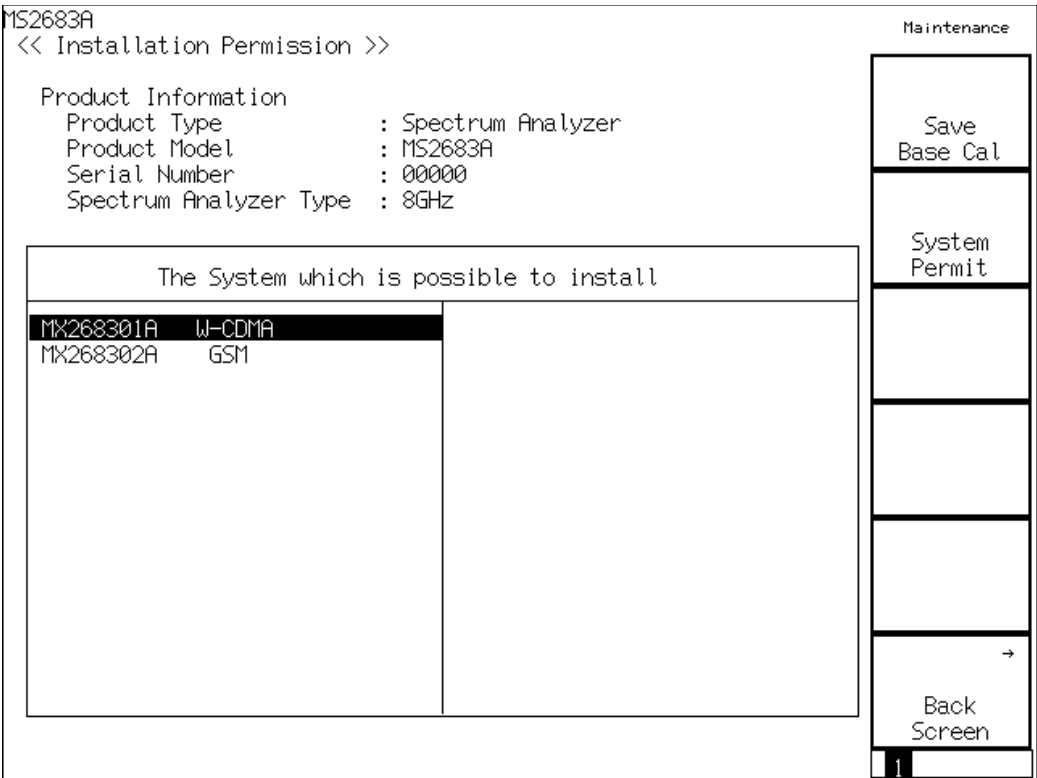 MS2683A
<< Installation Permission >>
Product Information
Product Type : Spectrum Analyzer
Product Model : MS2683A
Serial Number : 00000
Spectrum Analyzer Type : 8GHz
The System which is possible to install
MX268301A W-CDMA
MX268302A GSM
Maintenance
Save
Base Cal
System
Permit
→
Back
Screen
1